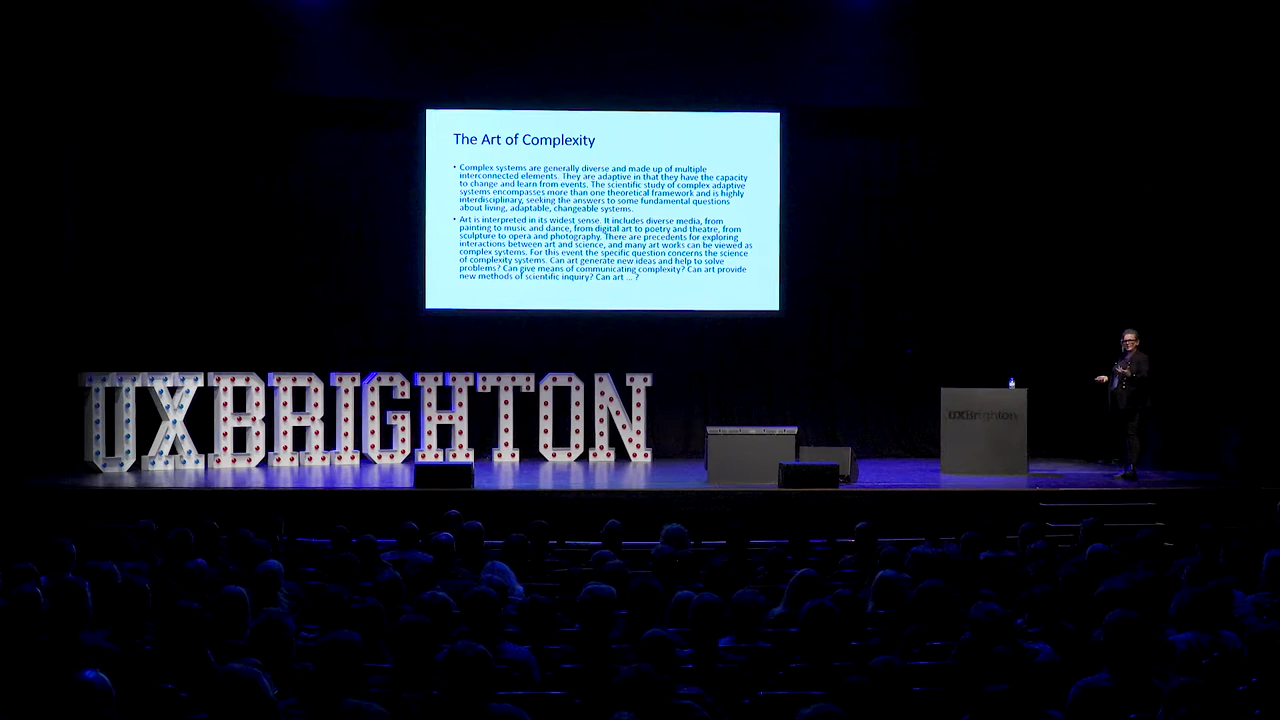 The Art of Complexity
• Complex systems are generally diverse and made up of multiple
interconnected elements. They are adaptive in that they have the capacity
to change and learn from events. The scientific study of complex adaptive
systems encompasses more than one theoretical framework and is highly
interdisciplinary, seeking the answers to some fundamental questions
about living, adaptable, changeable systems.
• Art is interpreted in its widest sense. It includes diverse media, from
painting to music and dance, from digital art to poetry and theatre, from
sculpture to opera and photography. There are precedents for exploring
interactions between art and science, and many art works can be viewed as
complex systems. For this event the specific question concerns the science
of complexity systems. Can art generate new ideas and help to solve
problems? Can give means of communicating complexity? Can art provide
new methods of scientific inquiry? Can art ... ?
UXBRIGHTON
UXBrighton